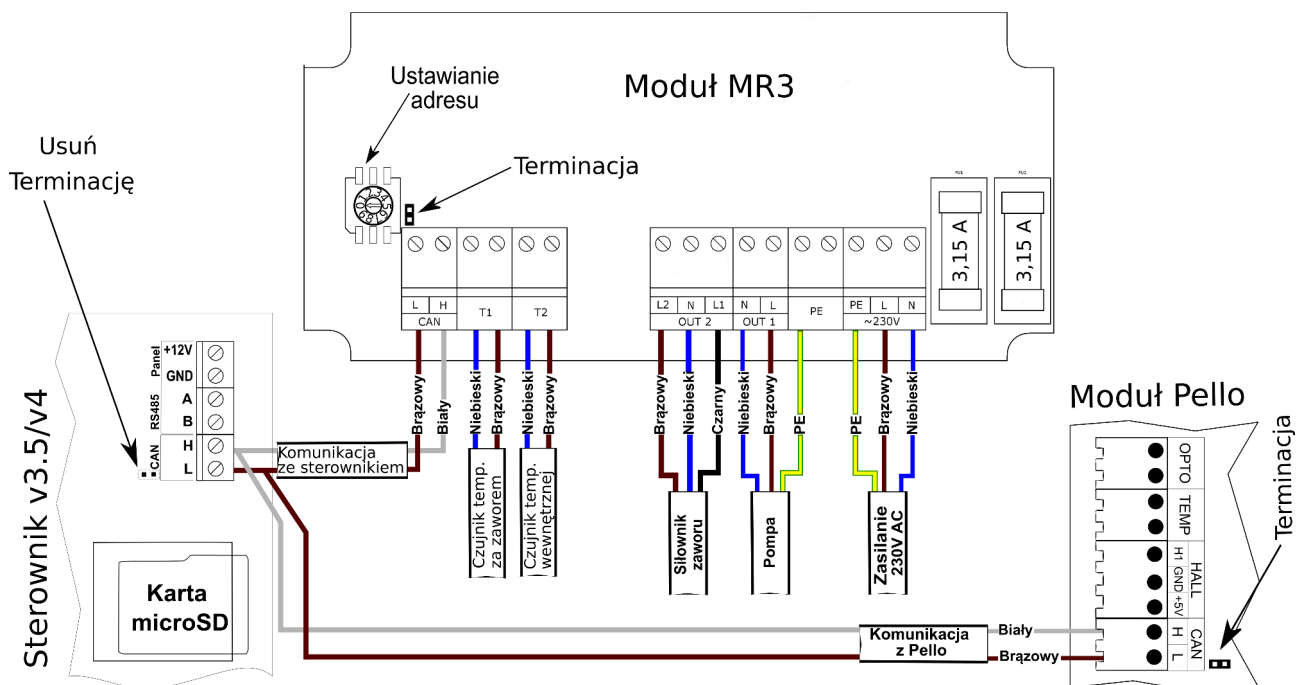 Moduł MR3
Ustawianie
adresu
Usuń
Terminację
Terminacja
3,15 A
3,15 A
L
H
CAN
T1
T2
L2
N
L1
OUT 2
N
L
OUT 1
PE
PE
L
N
~230V
Sterownik v3.5/v4
Panel
+12V
GND
RS485
A
B
CAN
H
L
Karta
microSD
Komunikacja
ze sterownikiem
Brązowy
Biały
Niebieski
Brązowy
Niebieski
Brązowy
Czujnik temp.
za zaworem
Czujnik temp.
wewnętrznej
Brązowy
Niebieski
Czarny
Niebieski
Brązowy
PE
PE
Brązowy
Niebieski
Siłownik
zaworu
Pompa
Zasilanie
230V AC
Moduł Pello
OPTO
TEMP
HALL
H1
GND
+5V
CAN
H
L
Terminacja
Komunikacja
z Pello
Biały
Brązowy